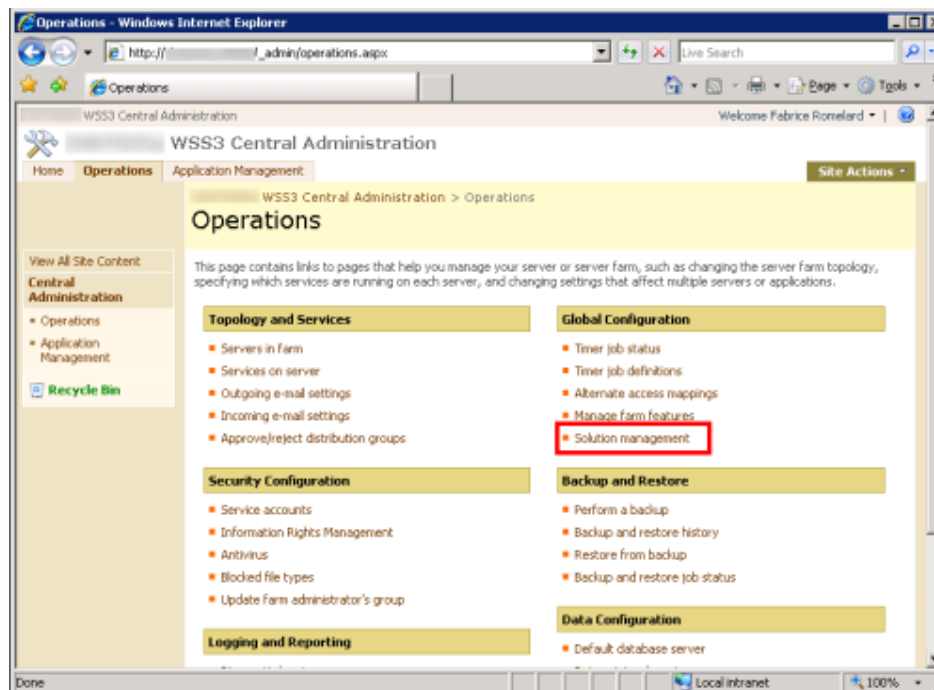 Operations - Windows Internet Explorer
http:// /_admin/operations.aspx
Live Search
Operations
Page
Tools
WSS3 Central Administration
Welcome Fabrice Romelard
WSS3 Central Administration
Home
Operations
Application Management
Site Actions
WSS3 Central Administration > Operations
Operations
View All Site Content
Central Administration
Operations
Application Management
Recycle Bin
This page contains links to pages that help you manage your server or server farm, such as changing the server farm topology,
specifying which services are running on each server, and changing settings that affect multiple servers or applications.
Topology and Services
Servers in farm
Services on server
Outgoing e-mail settings
Incoming e-mail settings
Approve/reject distribution groups
Security Configuration
Service accounts
Information Rights Management
Antivirus
Blocked file types
Update farm administrator's group
Logging and Reporting
Global Configuration
Timer job status
Timer job definitions
Alternate access mappings
Manage farm features
Solution management
Backup and Restore
Perform a backup
Backup and restore history
Restore from backup
Backup and restore job status
Data Configuration
Default database server
Done
Local intranet
100%